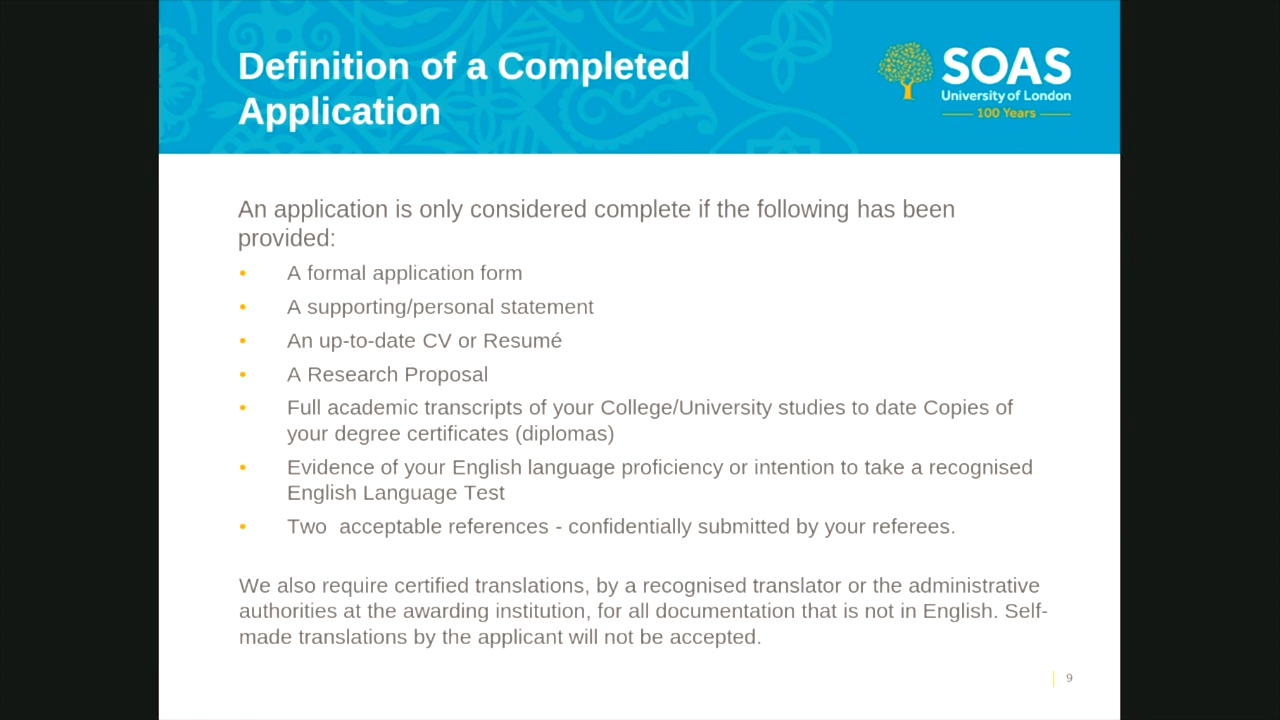 Definition of a Completed
Application
SOAS
University of London
100 Years
An application is only considered complete if the following has been
provided:
• A formal application form
• A supporting/personal statement
• An up-to-date CV or Resumé
• A Research Proposal
• Full academic transcripts of your College/University studies to date Copies of
your degree certificates (diplomas)
• Evidence of your English language proficiency or intention to take a recognised
English Language Test
• Two  acceptable references - confidentially submitted by your referees.
We also require certified translations, by a recognised translator or the administrative
authorities at the awarding institution, for all documentation that is not in English. Self-
made translations by the applicant will not be accepted.
9